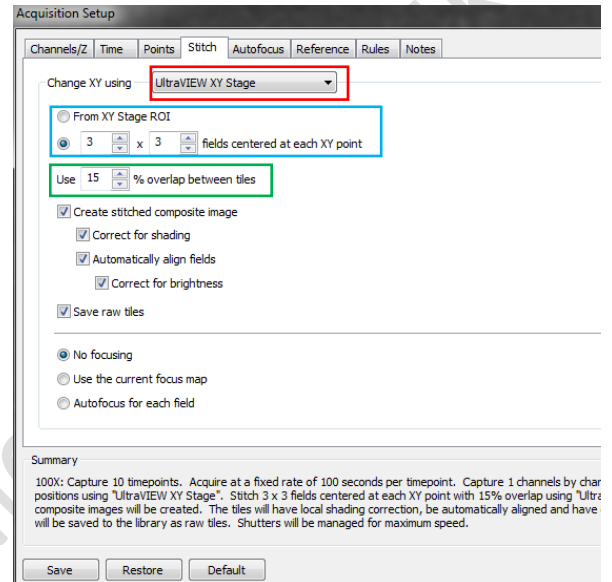 Acquisition Setup
Channels/Z Time Points Stitch Autofocus Reference Rules Notes
Change XY using UltraVIEW XY Stage
From XY Stage ROI
3 x 3 fields centered at each XY point
Use 15 % overlap between tiles
Create stitched composite image
Correct for shading
Automatically align fields
Correct for brightness
Save raw tiles
No focusing
Use the current focus map
Autofocus for each field
Summary
100X: Capture 10 timepoints. Acquire at a fixed rate of 100 seconds per timepoint. Capture 1 channels by char
positions using "UltraVIEW XY Stage". Stitch 3 x 3 fields centered at each XY point with 15% overlap using "Ultra
composite images will be created. The tiles will have local shading correction, be automatically aligned and have
will be saved to the library as raw tiles. Shutters will be managed for maximum speed.
Save Restore Default